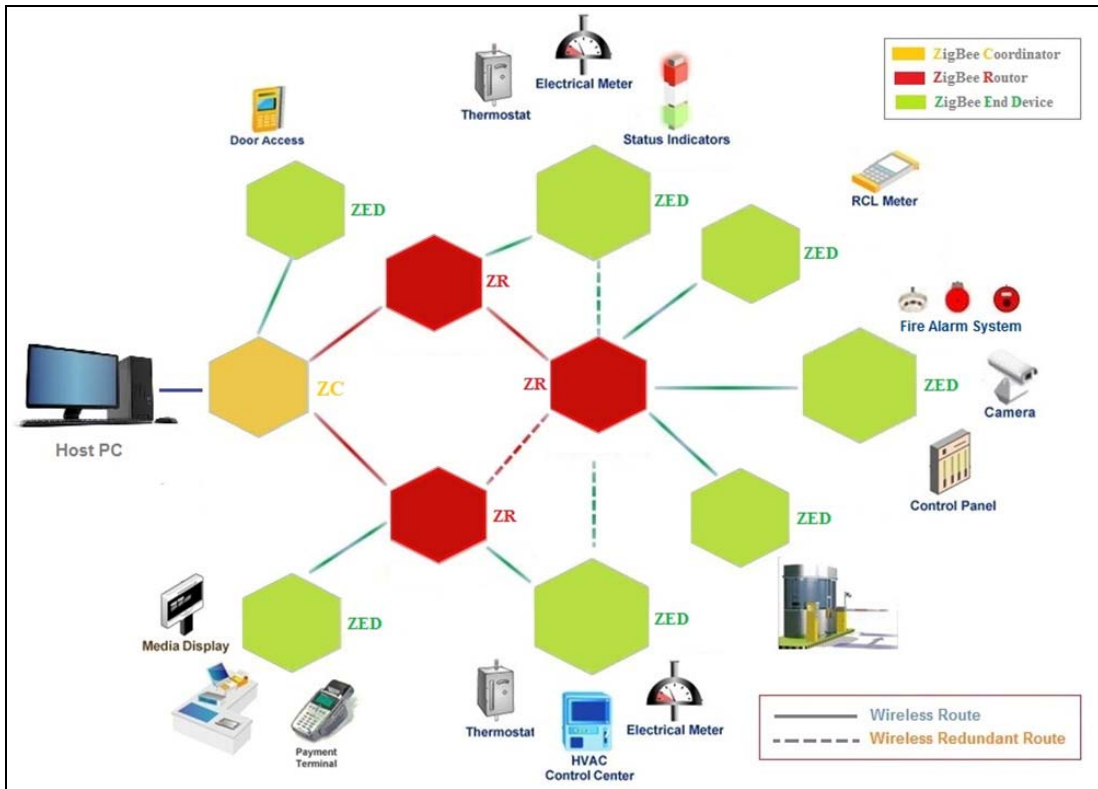 Electrical Meter
Thermostat
Status Indicators
ZigBee Coordinator
ZigBee Routor
ZigBee End Device
Door Access
RCL Meter
ZED
ZED
ZED
ZR
Fire Alarm System
ZC
ZR
ZED
Camera
Host PC
Control Panel
ZR
ZED
ZED
ZED
Media Display
Thermostat
Electrical Meter
Payment
Terminal
HVAC
Control Center
Wireless Route
Wireless Redundant Route